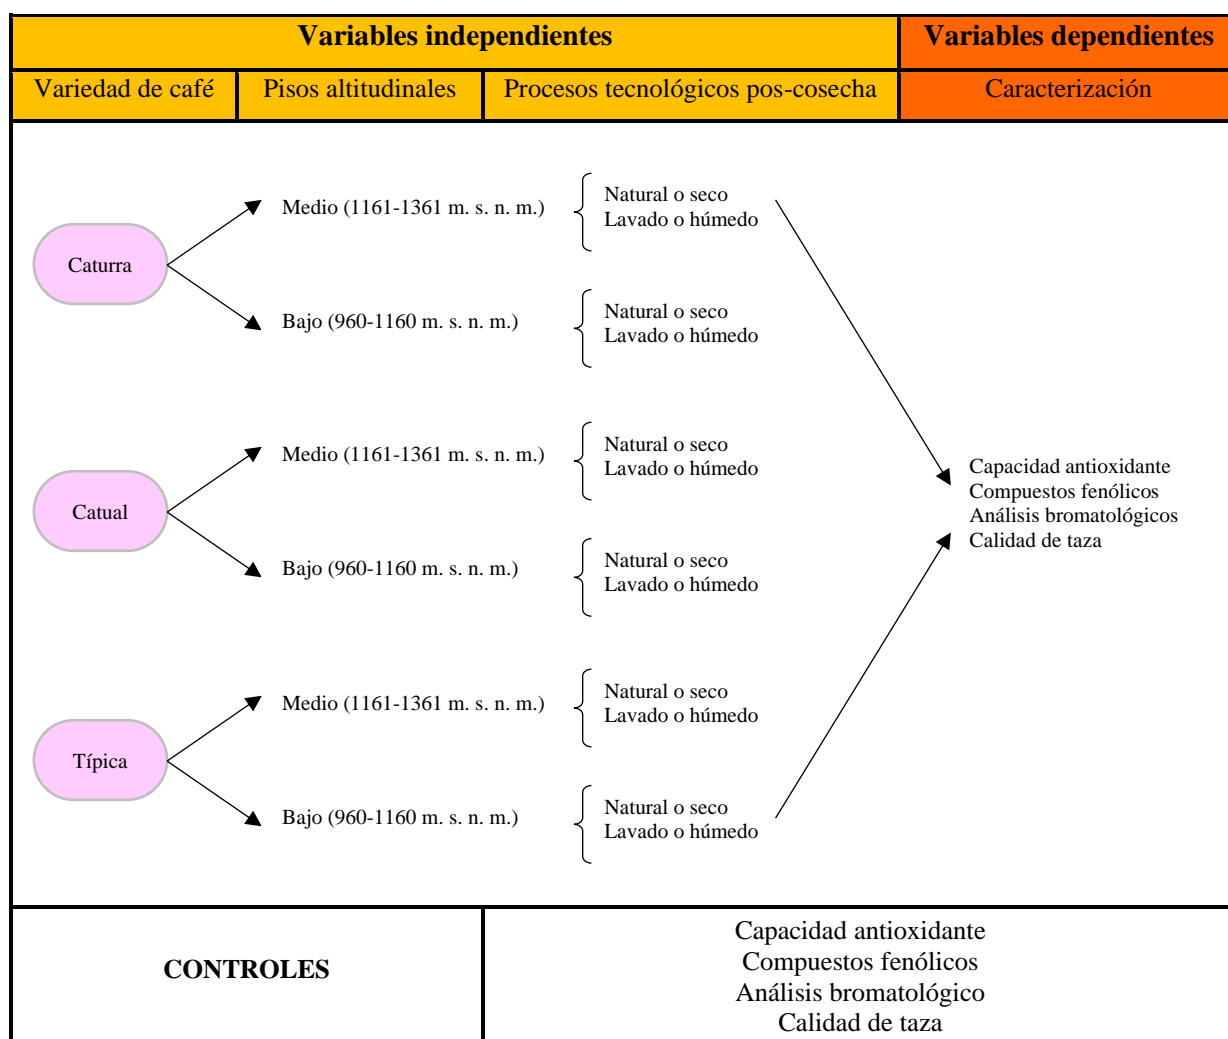 Variables independientes
Variables dependientes
Variedad de café
Pisos altitudinales
Procesos tecnológicos pos-cosecha
Caracterización
Caturra
Medio (1161-1361 m. s. n. m.)
Natural o seco
Lavado o húmedo
Bajo (960-1160 m. s. n. m.)
Natural o seco
Lavado o húmedo
Catual
Medio (1161-1361 m. s. n. m.)
Natural o seco
Lavado o húmedo
Bajo (960-1160 m. s. n. m.)
Natural o seco
Lavado o húmedo
Típica
Medio (1161-1361 m. s. n. m.)
Natural o seco
Lavado o húmedo
Bajo (960-1160 m. s. n. m.)
Natural o seco
Lavado o húmedo
Capacidad antioxidante
Compuestos fenólicos
Análisis bromatológicos
Calidad de taza
CONTROLES
Capacidad antioxidante
Compuestos fenólicos
Análisis bromatológico
Calidad de taza